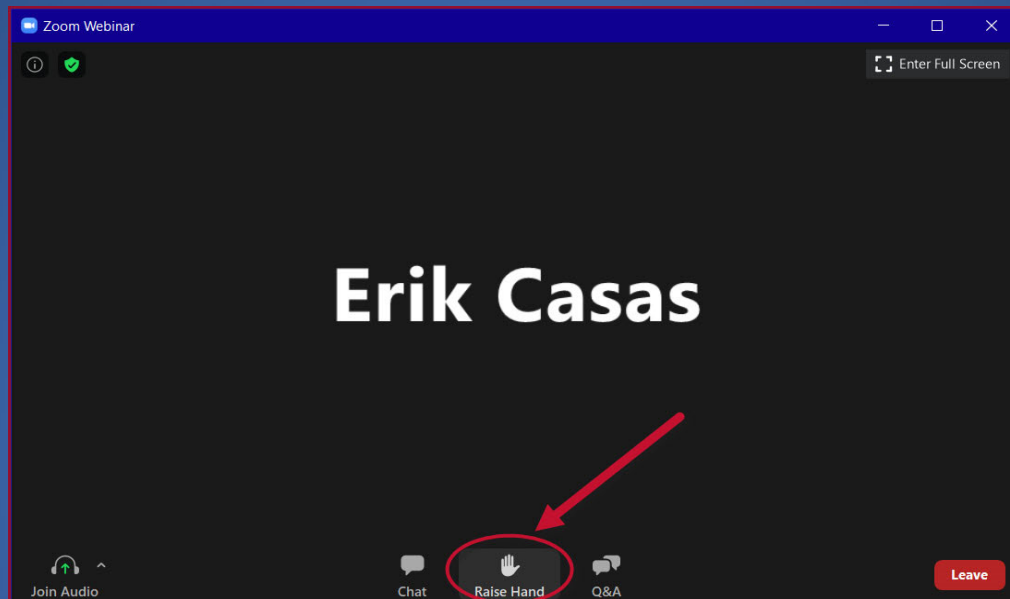 Zoom Webinar
Enter Full Screen
Erik Casas
Join Audio
Chat
Raise Hand
Q&A
Leave